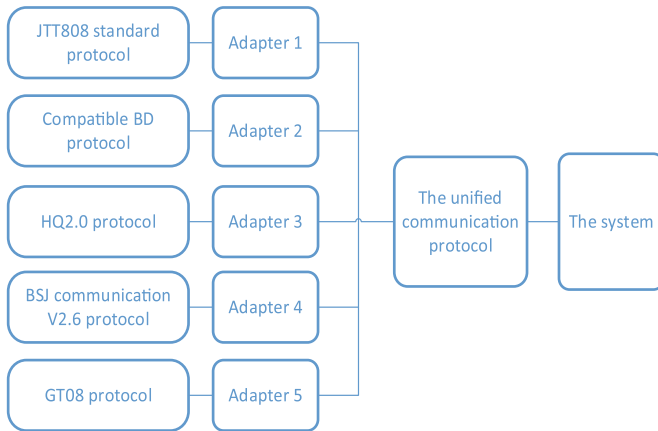 JTT808 standard
protocol
Adapter 1
Compatible BD
protocol
Adapter 2
HQ2.0 protocol
Adapter 3
BSJ communication
V2.6 protocol
Adapter 4
GT08 protocol
Adapter 5
The unified
communication
protocol
The system